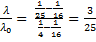 λ/λ₀ = (1/25 − 1/16)/(1/4 − 1/16) = 3/25